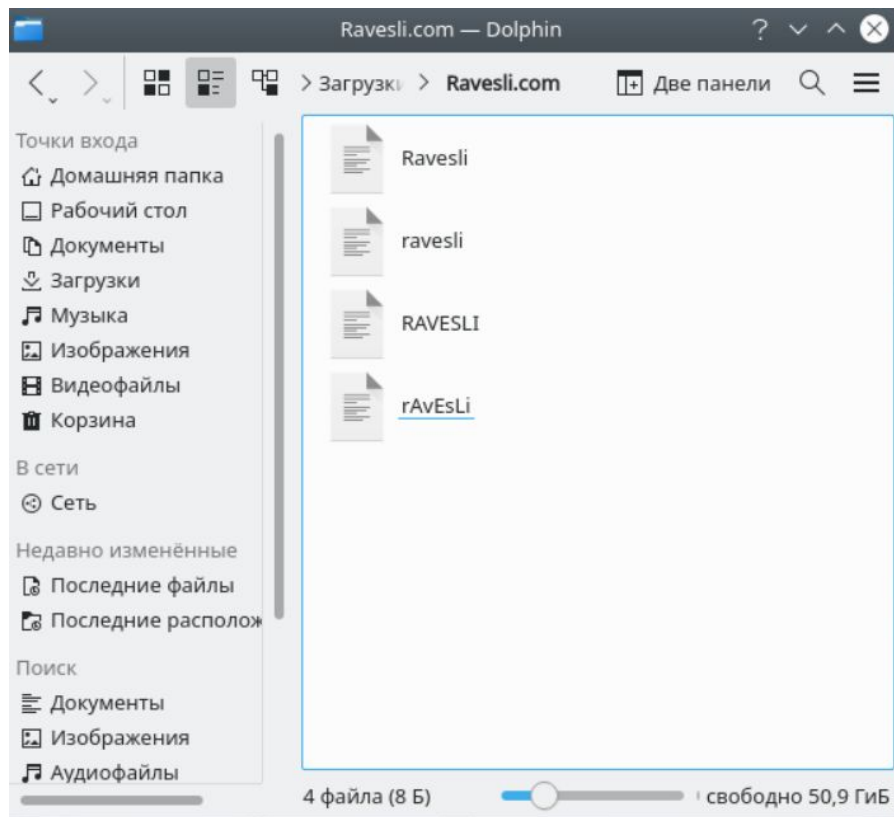 Ravesli.com — Dolphin
Загрузки > Ravesli.com Две панели
Точки входа
Домашняя папка
Рабочий стол
Документы
Загрузки
Музыка
Изображения
Видеофайлы
Корзина
В сети
Сеть
Недавно изменённые
Последние файлы
Последние располож
Поиск
Документы
Изображения
Аудиофайлы
Ravesli
ravesli
RAVESLI
rAvEsLi
4 файла (8 Б) свободно 50,9 ГиБ